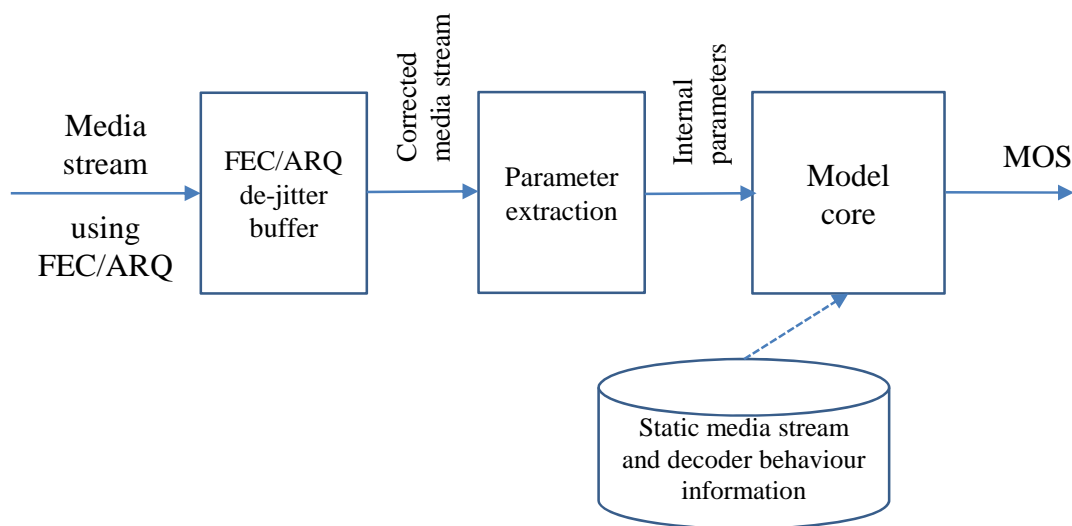 Media
stream
using
FEC/ARQ
FEC/ARQ
de-jitter
buffer
Corrected
media stream
Parameter
extraction
Internal
parameters
Model
core
MOS
Static media stream
and decoder behaviour
information